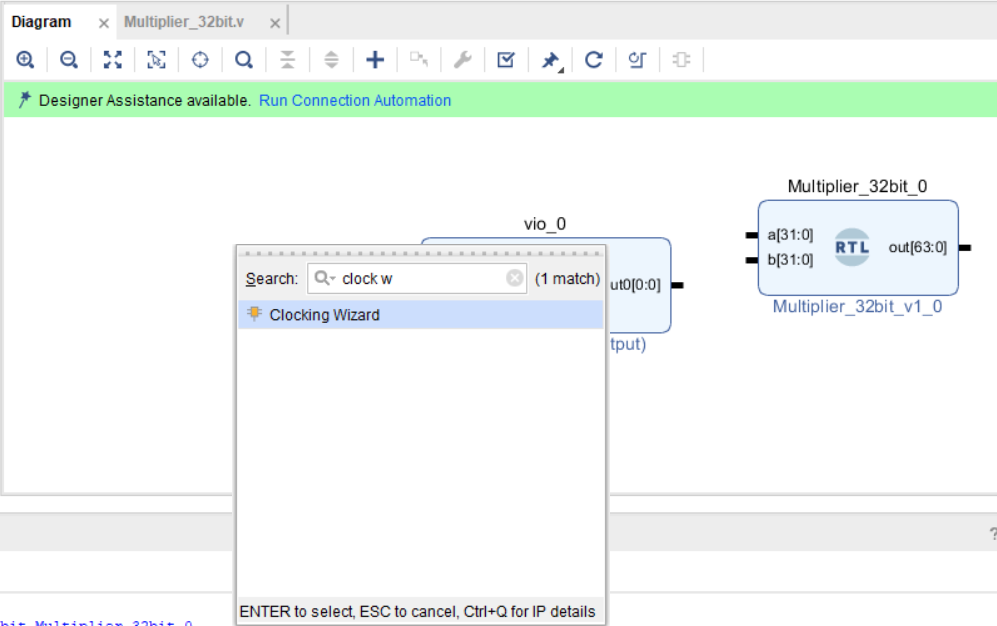 Diagram
Multiplier_32bit.v
Designer Assistance available. Run Connection Automation
Multiplier_32bit_0
a[31:0]
b[31:0]
RTL
out[63:0]
Multiplier_32bit_v1_0
vio_0
ut0[0:0]
tput)
Search: clock w (1 match)
Clocking Wizard
ENTER to select, ESC to cancel, Ctrl+Q for IP details
?
bit Multiplier_32bit_0